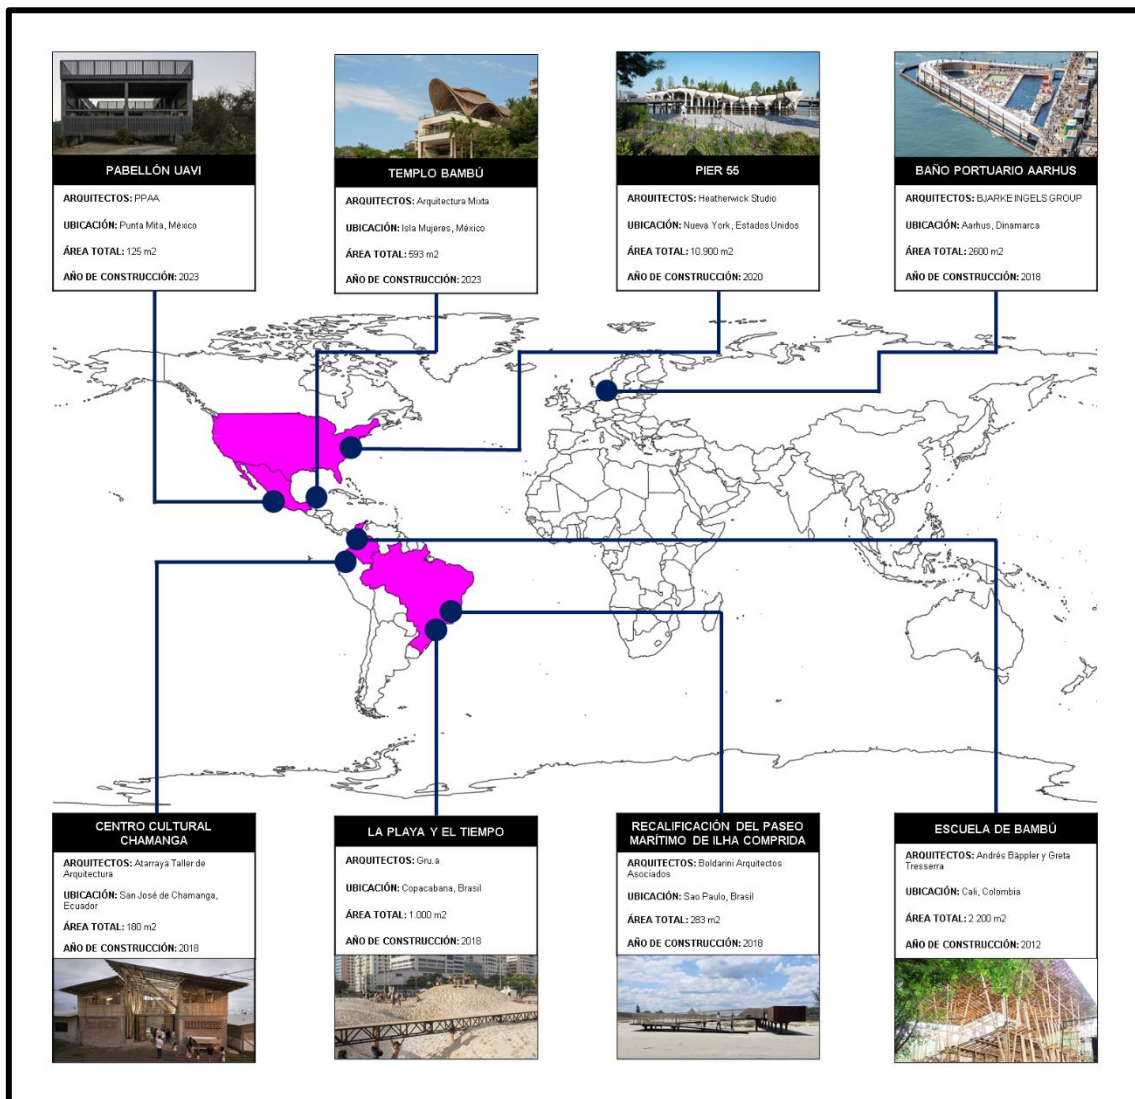 PABELLÓN UAVI
ARQUITECTOS: PPAA
UBICACIÓN: Punta Mita, México
ÁREA TOTAL: 125 m2
AÑO DE CONSTRUCCIÓN: 2023
TEMPLO BAMBÚ
ARQUITECTOS: Arquitectura Mixta
UBICACIÓN: Isla Mujeres, México
ÁREA TOTAL: 593 m2
AÑO DE CONSTRUCCIÓN: 2023
PIER 55
ARQUITECTOS: Heatherwick Studio
UBICACIÓN: Nueva York, Estados Unidos
ÁREA TOTAL: 10.900 m2
AÑO DE CONSTRUCCIÓN: 2020
BAÑO PORTUARIO AARHUS
ARQUITECTOS: BJARKE INGELS GROUP
UBICACIÓN: Aarhus, Dinamarca
ÁREA TOTAL: 2600 m2
AÑO DE CONSTRUCCIÓN: 2018
CENTRO CULTURAL
CHAMANGA
ARQUITECTOS: Atarraya Taller de
Arquitectura
UBICACIÓN: San José de Chamanga,
Ecuador
ÁREA TOTAL: 180 m2
AÑO DE CONSTRUCCIÓN: 2018
LA PLAYA Y EL TIEMPO
ARQUITECTOS: Gru.a
UBICACIÓN: Copacabana, Brasil
ÁREA TOTAL: 1.000 m2
AÑO DE CONSTRUCCIÓN: 2018
RECALIFICACIÓN DEL PASEO
MARÍTIMO DE ILHA COMPRIDA
ARQUITECTOS: Boldarini Arquitectos
Asociados
UBICACIÓN: Sao Paulo, Brasil
ÁREA TOTAL: 283 m2
AÑO DE CONSTRUCCIÓN: 2018
ESCUELA DE BAMBÚ
ARQUITECTOS: Andrés Bäppler y Greta
Tresserra
UBICACIÓN: Cali, Colombia
ÁREA TOTAL: 2.200 m2
AÑO DE CONSTRUCCIÓN: 2012